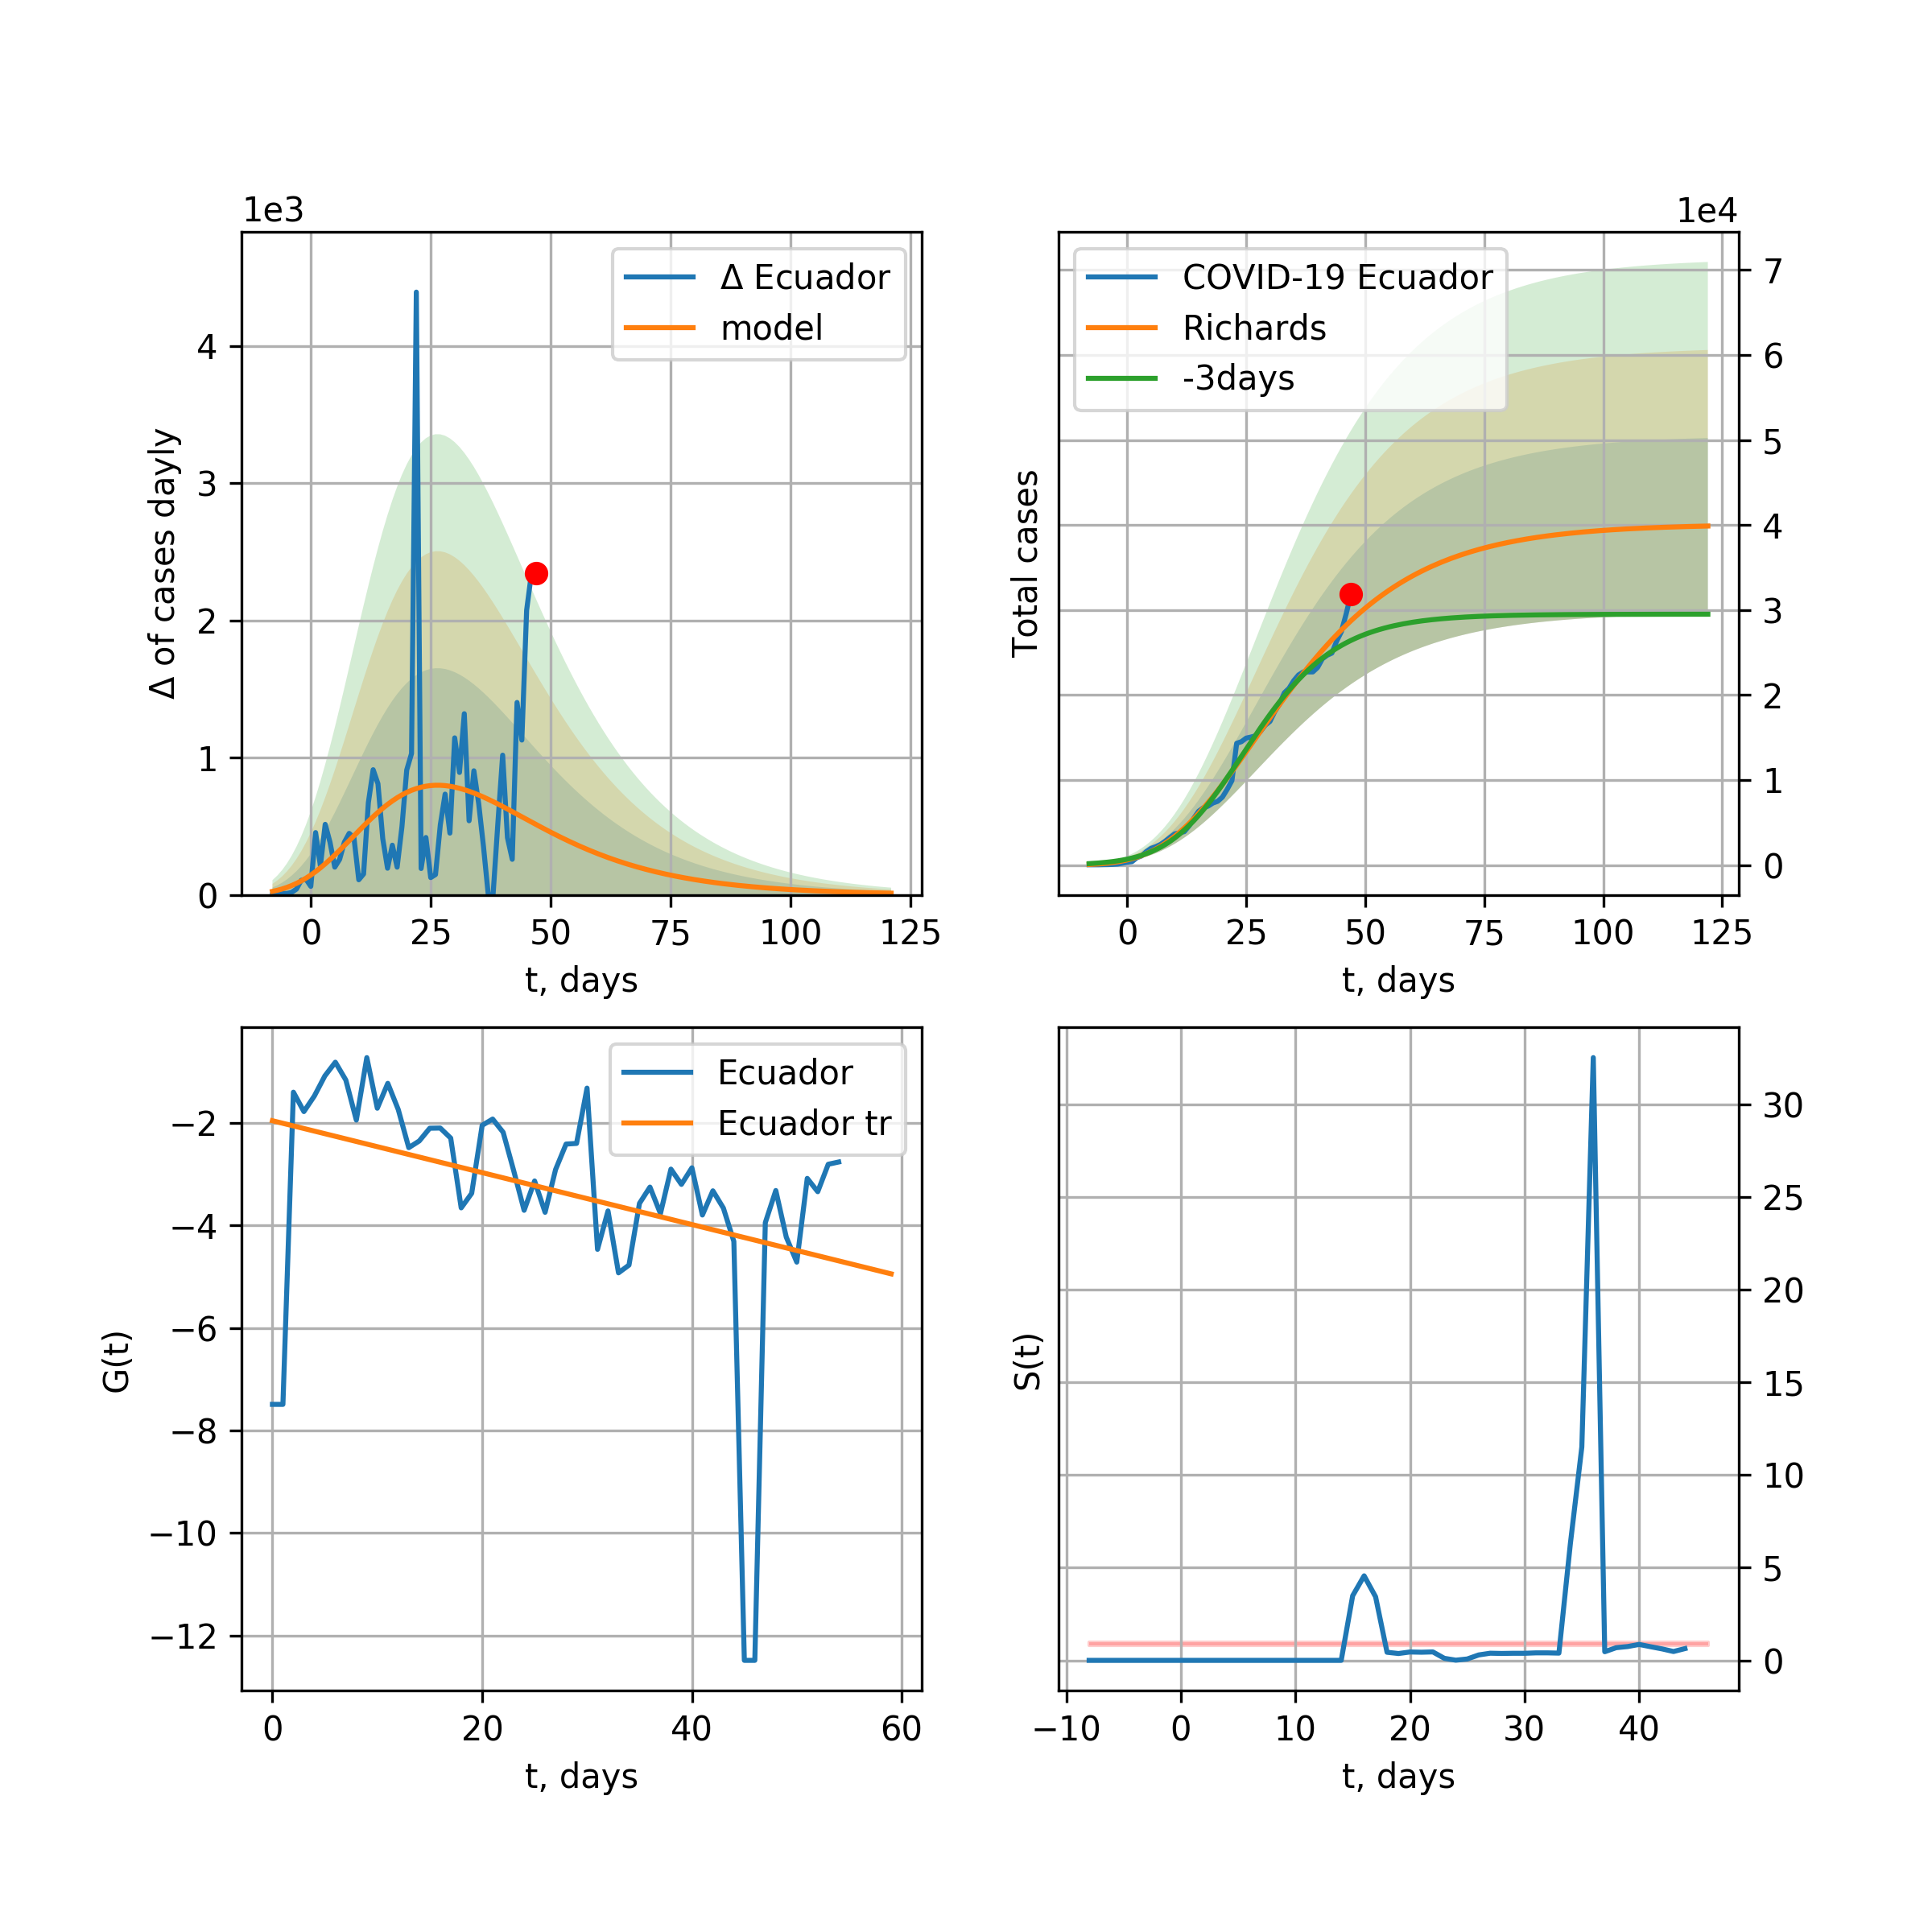 1e3
Δ of cases dayly
4
3
2
1
0
Δ Ecuador
model
0 25 50 75 100 125
t, days
1e4
Total cases
COVID-19 Ecuador
Richards
-3days
7
6
5
4
3
2
1
0
0 25 50 75 100 125
t, days
G(t)
−2
−4
−6
−8
−10
−12
Ecuador
Ecuador tr
0 20 40 60
t, days
S(t)
30
25
20
15
10
5
0
−10 0 10 20 30 40
t, days